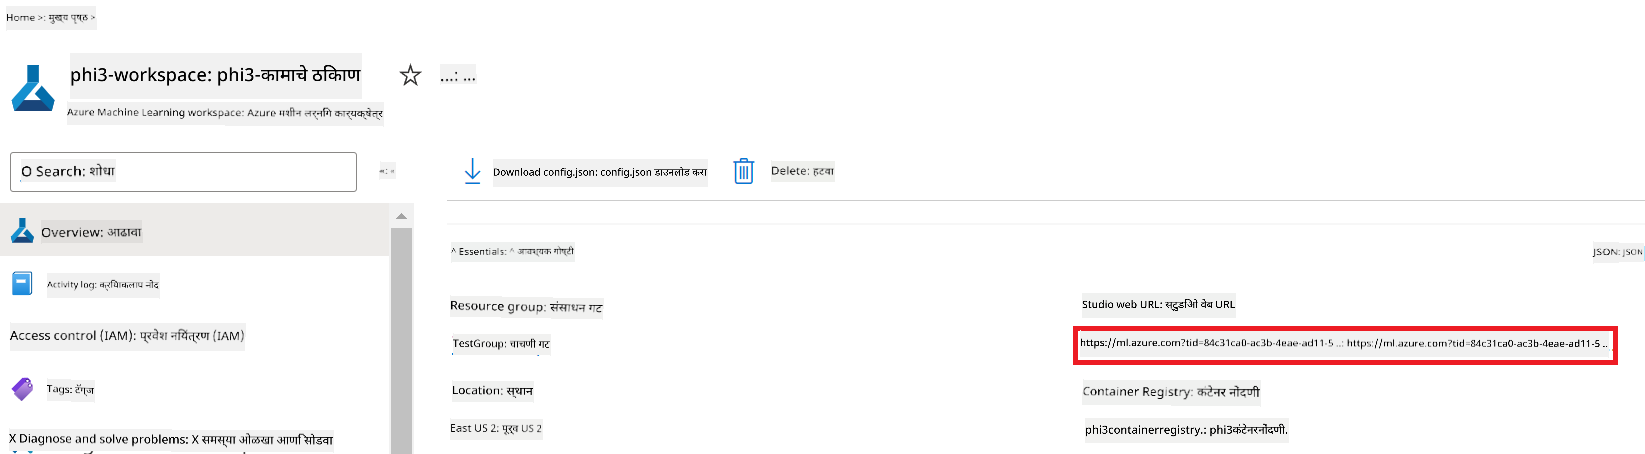 Home >: मुख्य पृष्ठ >
phi3-workspace: phi3-कामाचे ठिकाण
...: ...
Azure Machine Learning workspace: Azure मशीन लर्निंग कार्यक्षेत्र
O Search: शोधा
Download config.json: config.json डाउनलोड करा
Delete: हटवा
Overview: आढावा
^ Essentials: ^ आवश्यक गोष्टी
JSON: JSON
Activity log: क्रियाकलाप नोंद
Resource group: संसाधन गट
Studio web URL: स्टुडिओ वेब URL
Access control (IAM): प्रवेश नियंत्रण (IAM)
TestGroup: चाचणी गट
https://ml.azure.com?tid=84c31ca0-ac3b-4eae-ad11-5 ..: https://ml.azure.com?tid=84c31ca0-ac3b-4eae-ad11-5 ..
Tags: टॅग्ज
Location: स्थान
Container Registry: कंटेनर नोंदणी
East US 2: पूर्व US 2
phi3containerregistry.: phi3कंटेनरनोंदणी.
X Diagnose and solve problems: X समस्या ओळखा आणि सोडवा